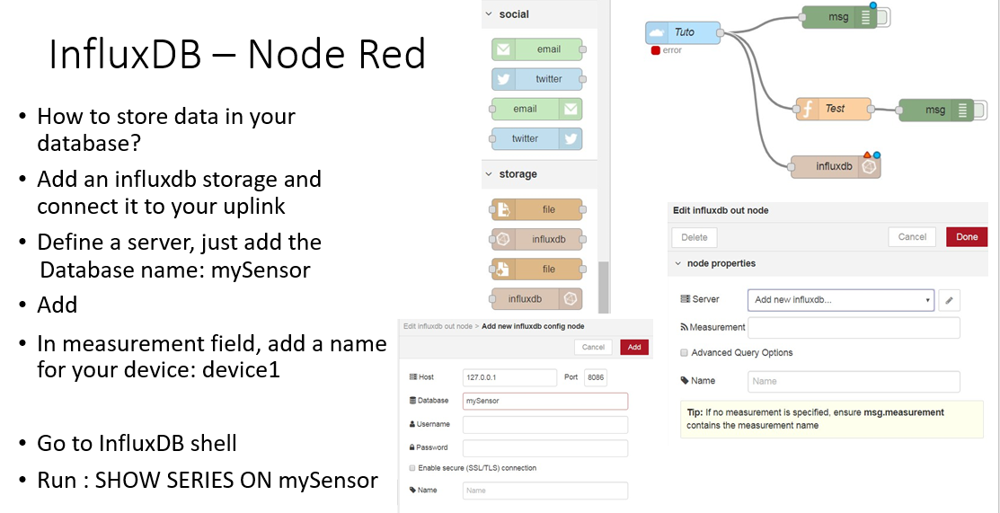 InfluxDB – Node Red
• How to store data in your
database?
• Add an influxdb storage and
connect it to your uplink
• Define a server, just add the
Database name: mySensor
• Add
• In measurement field, add a name
for your device: device1
• Go to InfluxDB shell
• Run : SHOW SERIES ON mySensor
social
email
twitter
email
twitter
storage
file
influxdb
file
influxdb
Tuto
error
msg
Test
msg
influxdb
Edit influxdb out node > Add new influxdb config node
Cancel
Add
Host
127.0.0.1
Port
8086
Database
mySensor
Username
Password
Enable secure (SSL/TLS) connection
Name
Name
Edit influxdb out node
Delete
Cancel
Done
node properties
Server
Add new influxdb...
Measurement
Advanced Query Options
Name
Name
Tip: If no measurement is specified, ensure msg.measurement
contains the measurement name